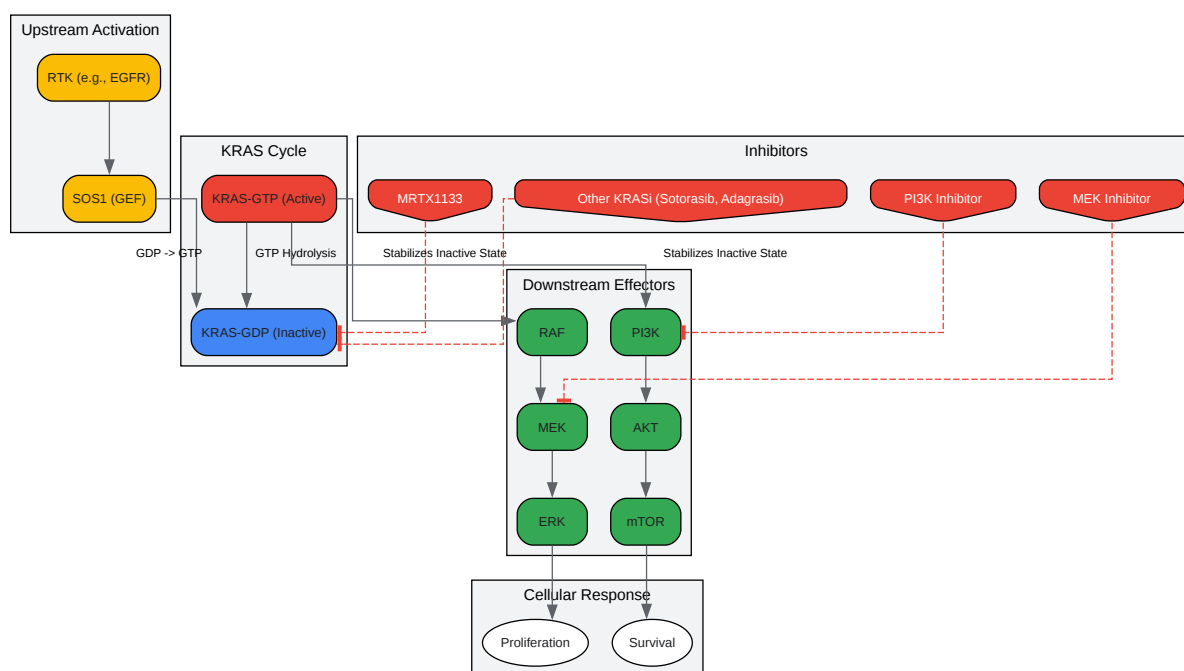 Upstream Activation
RTK (e.g., EGFR)
SOS1 (GEF)
KRAS Cycle
KRAS-GTP (Active)
Inhibitors
MRTX1133
Other KRASi (Sotorasib, Adagrasib)
PI3K Inhibitor
MEK Inhibitor
GDP -> GTP
GTP Hydrolysis
Stabilizes Inactive State
Stabilizes Inactive State
KRAS-GDP (Inactive)
Downstream Effectors
RAF
PI3K
MEK
AKT
ERK
mTOR
Cellular Response
Proliferation
Survival